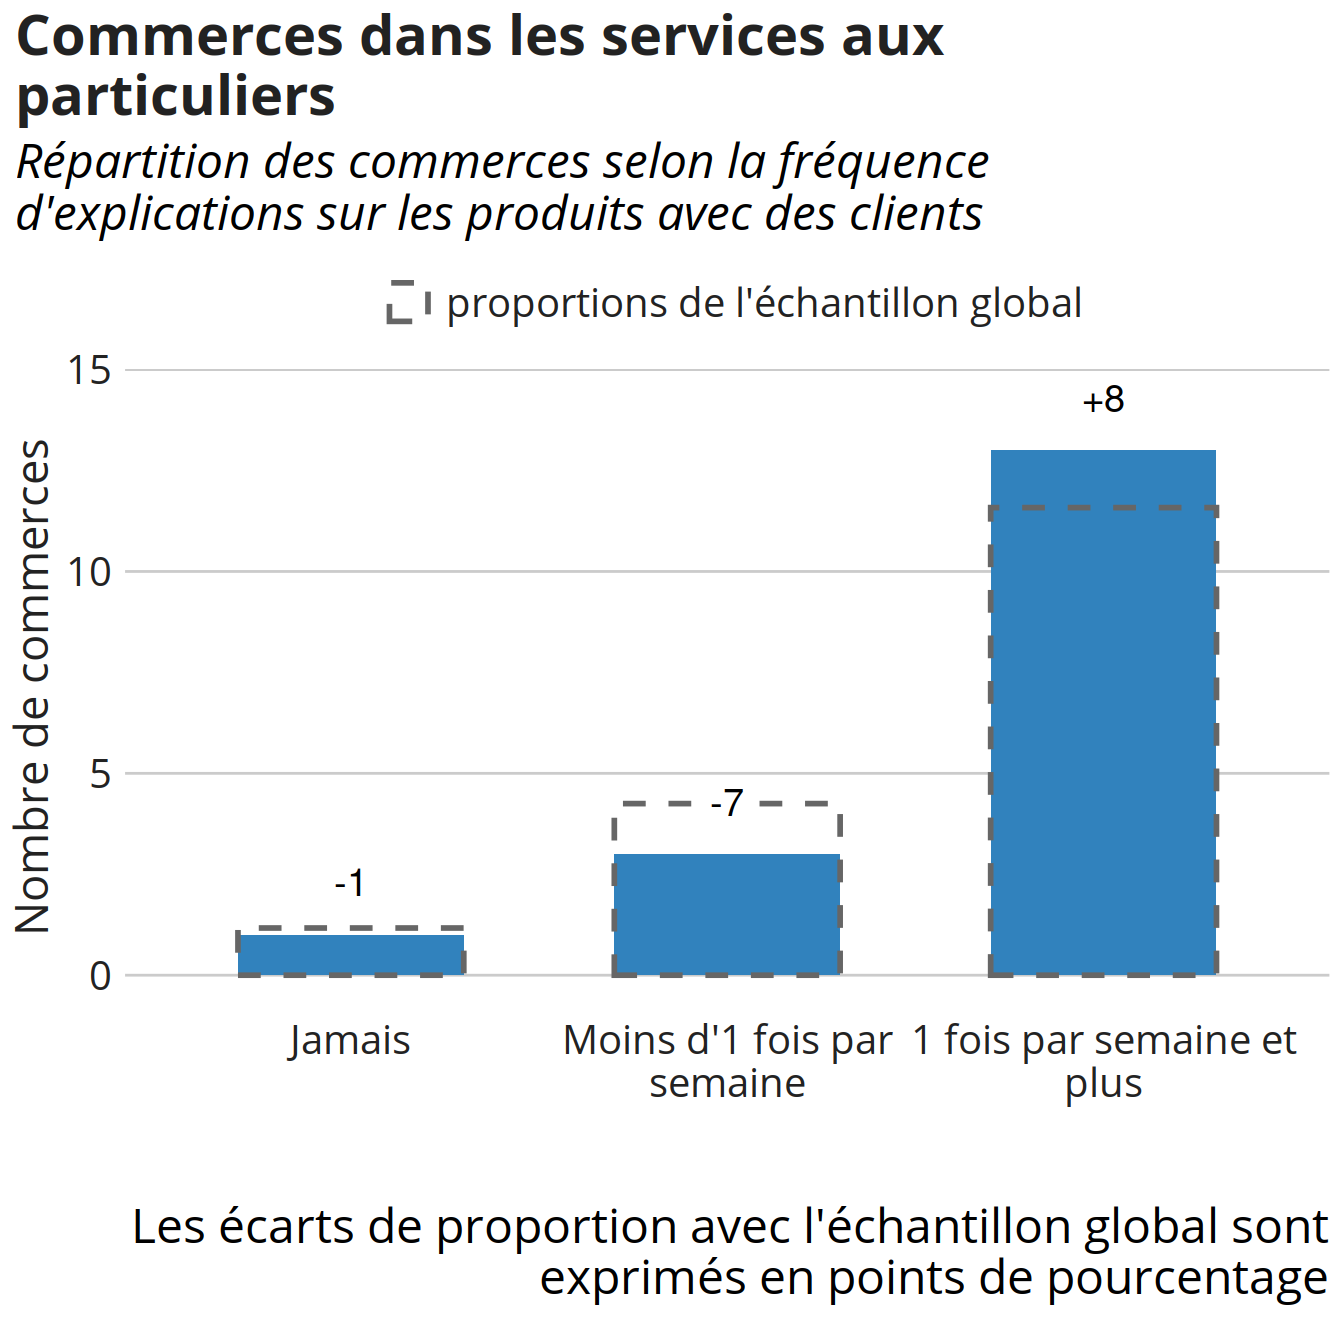 Commerces dans les services aux
particuliers
Répartition des commerces selon la fréquence
d'explications sur les produits avec des clients
proportions de l'échantillon global
Nombre de commerces
15
10
5
0
-1
-7
+8
Jamais
Moins d'1 fois par
semaine
1 fois par semaine et
plus
Les écarts de proportion avec l'échantillon global sont
exprimés en points de pourcentage